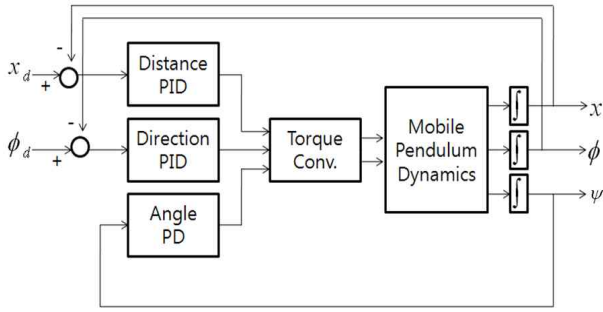 -
x_d
+
Distance
PID
-
ϕ_d
+
Direction
PID
Angle
PD
Torque
Conv.
Mobile
Pendulum
Dynamics
∫
x
∫
ϕ
∫
ψ